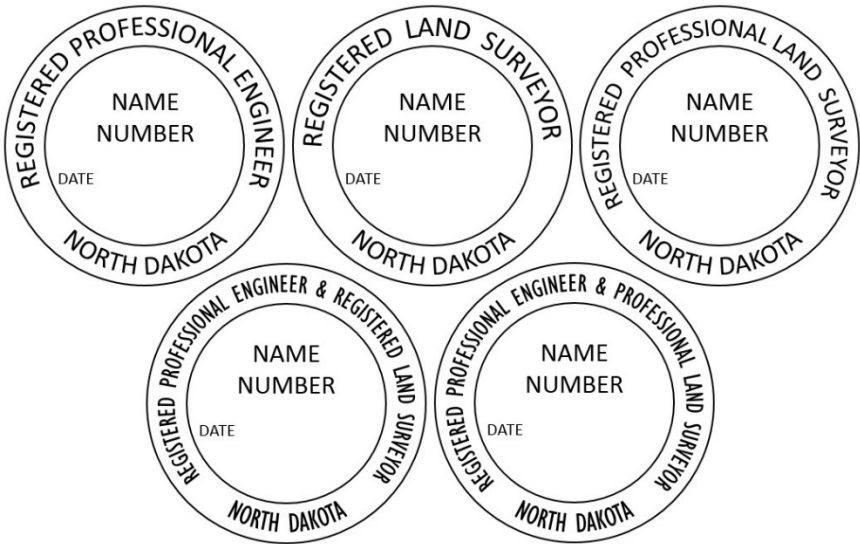 REGISTERED PROFESSIONAL ENGINEER
NAME
NUMBER
DATE
NORTH DAKOTA
REGISTERED LAND SURVEYOR
NAME
NUMBER
DATE
NORTH DAKOTA
REGISTERED PROFESSIONAL LAND SURVEYOR
NAME
NUMBER
DATE
NORTH DAKOTA
REGISTERED PROFESSIONAL ENGINEER & REGISTERED LAND SURVEYOR
NAME
NUMBER
DATE
NORTH DAKOTA
REGISTERED PROFESSIONAL ENGINEER & PROFESSIONAL LAND SURVEYOR
NAME
NUMBER
DATE
NORTH DAKOTA